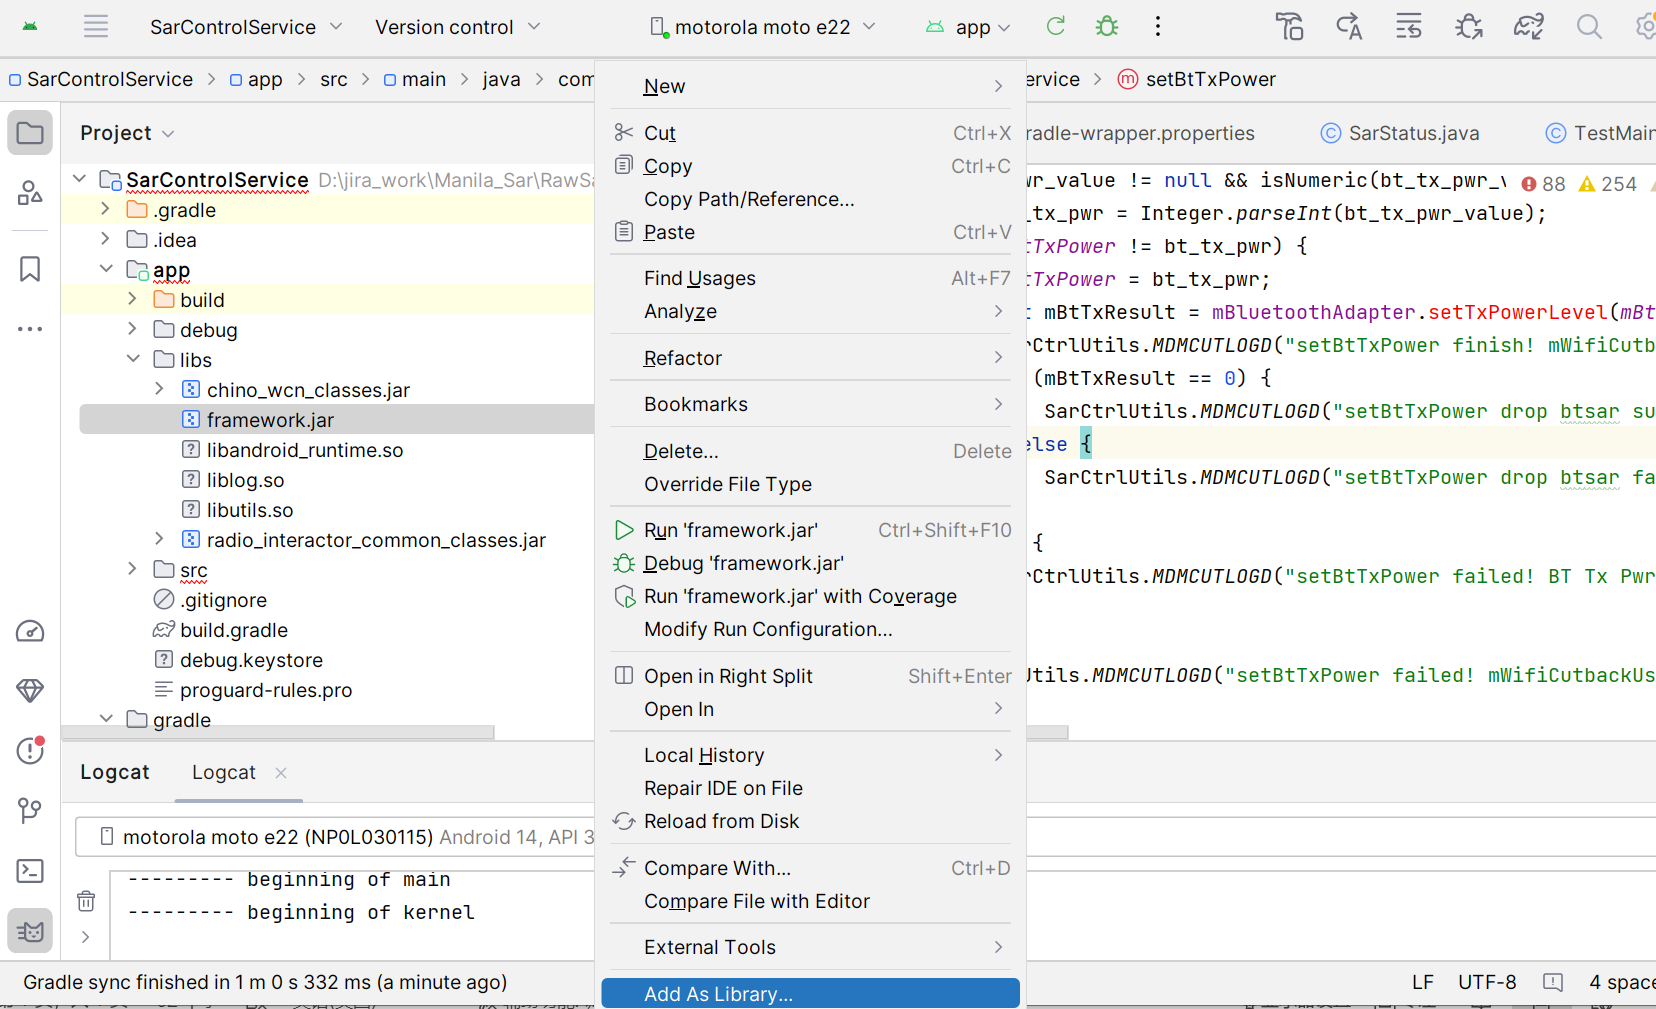 SarControlService
Version control
motorola moto e22
app
SarControlService > app > src > main > java > com
ervice > setBtTxPower
Project
radle-wrapper.properties
SarStatus.java
TestMain
SarControlService D:\jira_work\Manila_Sar\RawSa
.gradle
.idea
app
build
debug
libs
chino_wcn_classes.jar
framework.jar
libandroid_runtime.so
liblog.so
libutils.so
radio_interactor_common_classes.jar
src
.gitignore
build.gradle
debug.keystore
proguard-rules.pro
gradle
New
Cut Ctrl+X
Copy Ctrl+C
Copy Path/Reference...
Paste Ctrl+V
Find Usages Alt+F7
Analyze
Refactor
Bookmarks
Delete... Delete
Override File Type
Run 'framework.jar' Ctrl+Shift+F10
Debug 'framework.jar'
Run 'framework.jar' with Coverage
Modify Run Configuration...
Open in Right Split Shift+Enter
Open In
Local History
Repair IDE on File
Reload from Disk
Compare With... Ctrl+D
Compare File with Editor
External Tools
Add As Library...
wr_value != null && isNumeric(bt_tx_pwr_v 88 254
_tx_pwr = Integer.parseInt(bt_tx_pwr_value);
tTxPower != bt_tx_pwr) {
tTxPower = bt_tx_pwr;
t mBtTxResult = mBluetoothAdapter.setTxPowerLevel(mBt
rCtrlUtils.MDMCUTLOGD("setBtTxPower finish! mWifiCutb
(mBtTxResult == 0) {
SarCtrlUtils.MDMCUTLOGD("setBtTxPower drop btsar su
else {
SarCtrlUtils.MDMCUTLOGD("setBtTxPower drop btsar fa
{
rCtrlUtils.MDMCUTLOGD("setBtTxPower failed! BT Tx Pwr
Utils.MDMCUTLOGD("setBtTxPower failed! mWifiCutbackUs
Logcat
Logcat
motorola moto e22 (NP0L030115) Android 14, API 3
--------- beginning of main
--------- beginning of kernel
Gradle sync finished in 1 m 0 s 332 ms (a minute ago)
LF
UTF-8
4 space